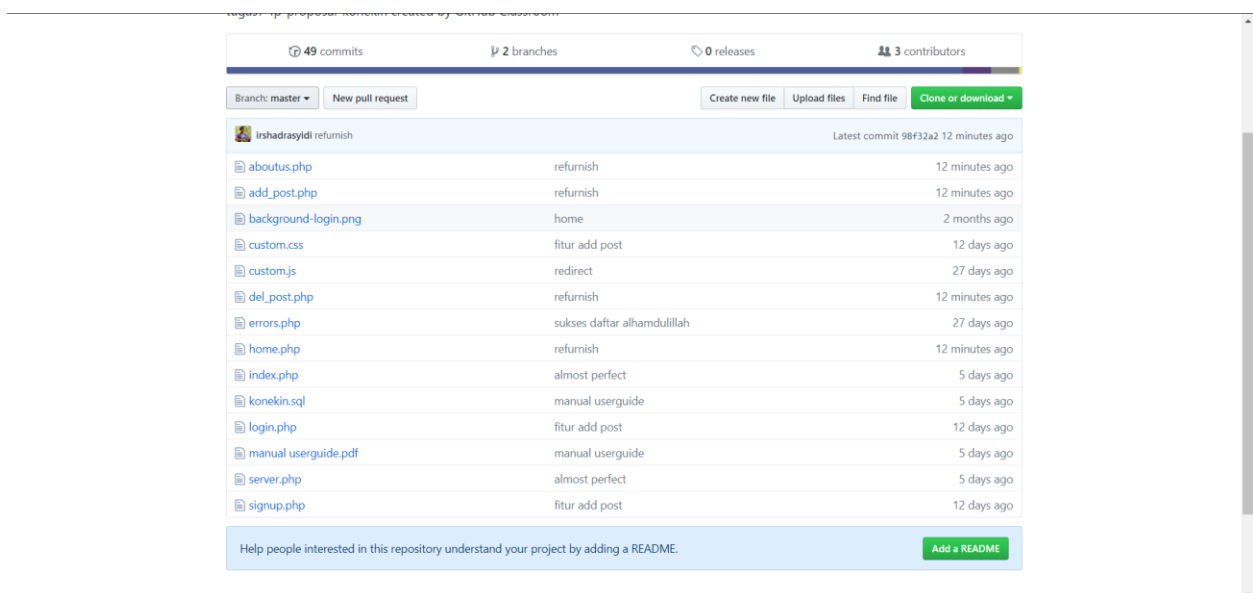 49 commits 2 branches 0 releases 3 contributors
Branch: master New pull request Create new file Upload files Find file Clone or download
irshadrasyidi refurnish Latest commit 98f32a2 12 minutes ago
aboutus.php refurnish 12 minutes ago
add_post.php refurnish 12 minutes ago
background-login.png home 2 months ago
custom.css fitur add post 12 days ago
custom.js redirect 27 days ago
del_post.php refurnish 12 minutes ago
errors.php sukses daftar alhamdulillah 27 days ago
home.php refurnish 12 minutes ago
index.php almost perfect 5 days ago
konekin.sql manual userguide 5 days ago
login.php fitur add post 12 days ago
manual userguide.pdf manual userguide 5 days ago
server.php almost perfect 5 days ago
signup.php fitur add post 12 days ago
Help people interested in this repository understand your project by adding a README. Add a README